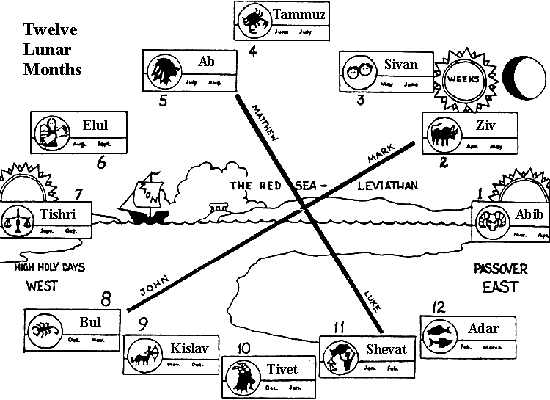 Twelve
Lunar
Months
Tammuz
June July
4
Ab
July Aug.
5
Sivan
May June
3
WEEKS
Elul
Aug. Sept.
6
Ziv
Apr. May
2
MATTHEW
MARK
THE RED SEA - LEVIATHAN
ZION
7
Tishri
Sept. Oct.
1
Abib
Mar. Apr.
HIGH HOLY DAYS
WEST
PASSOVER
EAST
JOHN
LUKE
8
Bul
Oct. Nov.
9
Kislav
Nov. Dec.
10
Tivet
Dec. Jan.
11
Shevat
Jan. Feb.
12
Adar
Feb. March